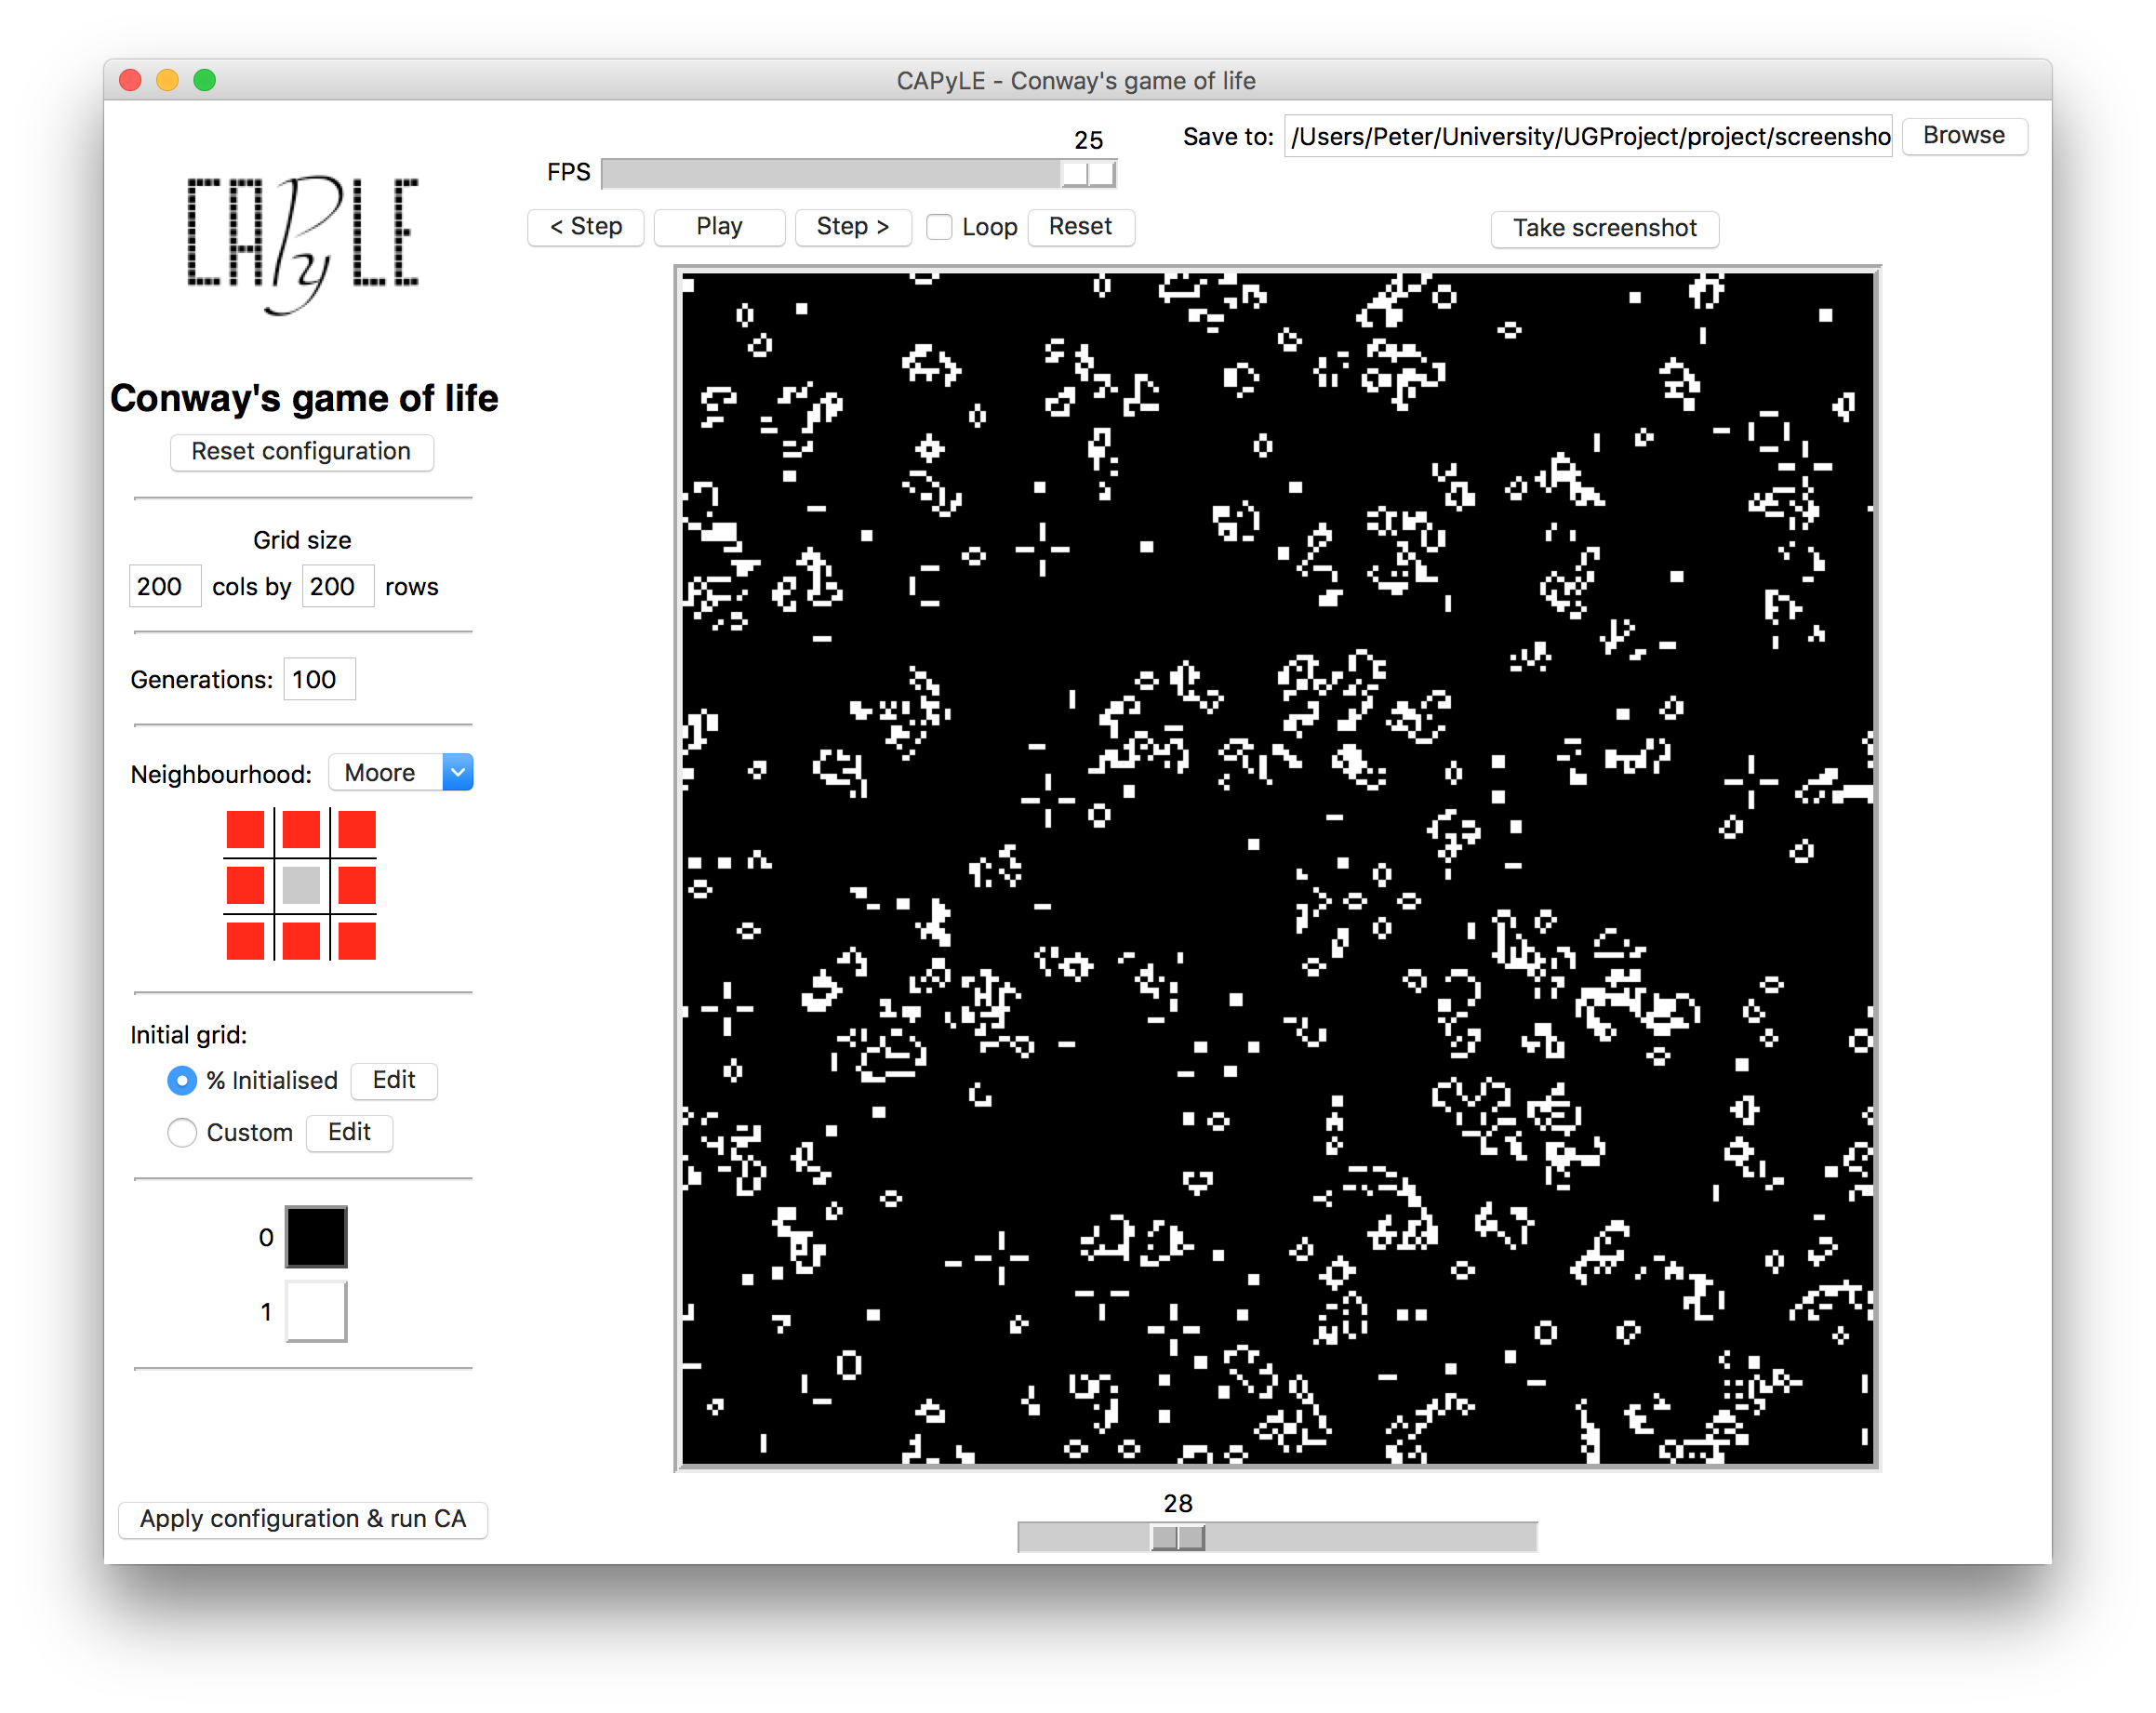 CAPyLE - Conway's game of life
CAPyLE
Conway's game of life
Reset configuration
Grid size
200 cols by 200 rows
Generations: 100
Neighbourhood: Moore
Initial grid:
% Initialised Edit
Custom Edit
0
1
Apply configuration & run CA
25
FPS
< Step Play Step > Loop Reset
Save to: /Users/Peter/University/UGProject/project/screensho Browse
Take screenshot
28